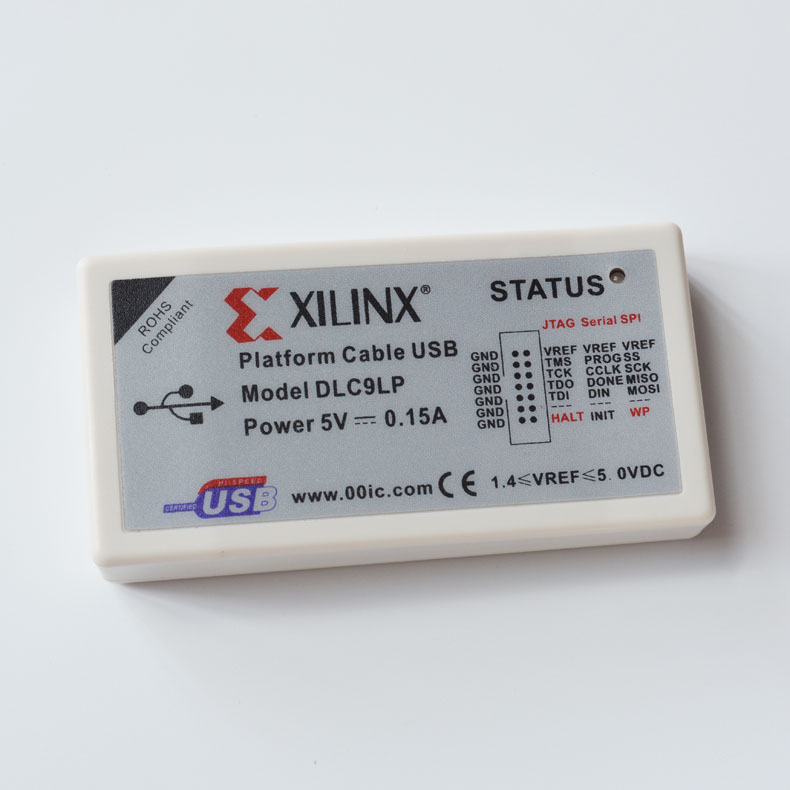 ROHS
Compliant
XILINX®
STATUS
Platform Cable USB
Model DLC9LP
Power 5V ⎓ 0.15A
JTAG Serial SPI
GND VREF VREF VREF
GND TMS PROG SS
GND TCK CCLK SCK
GND TDO DONE MISO
GND TDI DIN MOSI
GND --- --- ---
GND HALT INIT WP
HI-SPEED
CERTIFIED USB
www.00ic.com CE 1.4≤VREF≤5.0VDC